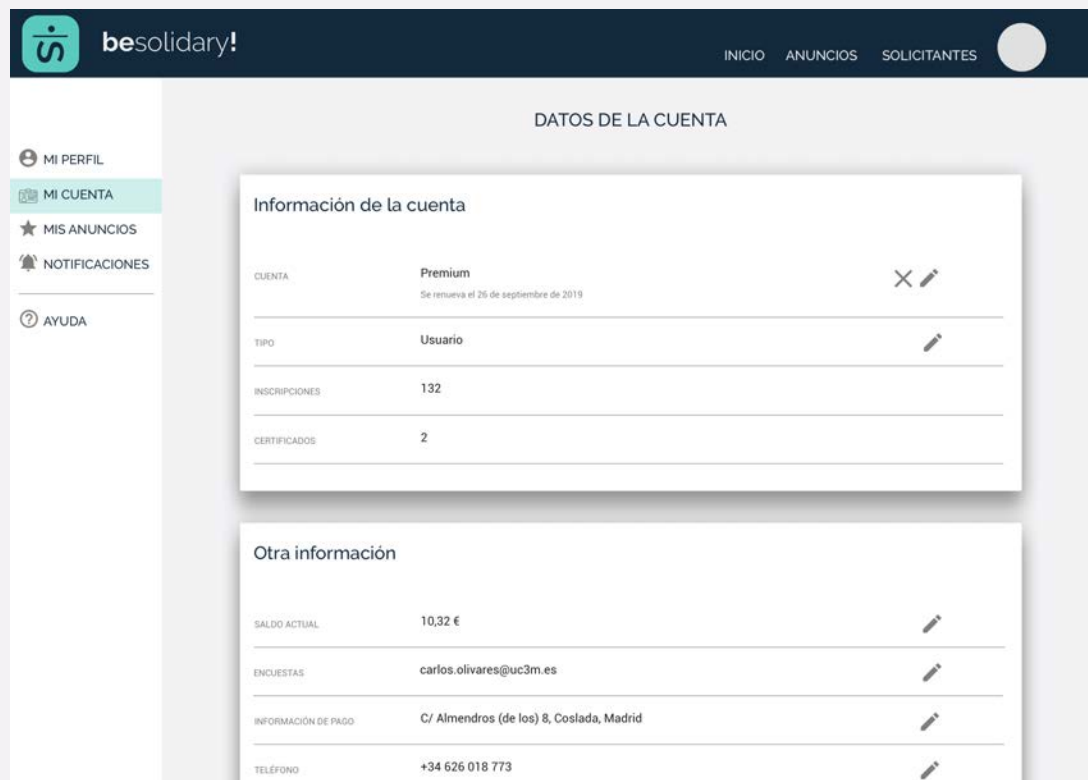 śi
besolidary!
INICIO ANUNCIOS SOLICITANTES
DATOS DE LA CUENTA
MI PERFIL
MI CUENTA
MIS ANUNCIOS
NOTIFICACIONES
AYUDA
Información de la cuenta
CUENTA Premium
Se renueva el 26 de septiembre de 2019
TIPO Usuario
INSCRIPCIONES 132
CERTIFICADOS 2
Otra información
SALDO ACTUAL 10,32 €
ENCUESTAS carlos.olivares@uc3m.es
INFORMACIÓN DE PAGO C/ Almendros (de los) 8, Coslada, Madrid
TELÉFONO +34 626 018 773